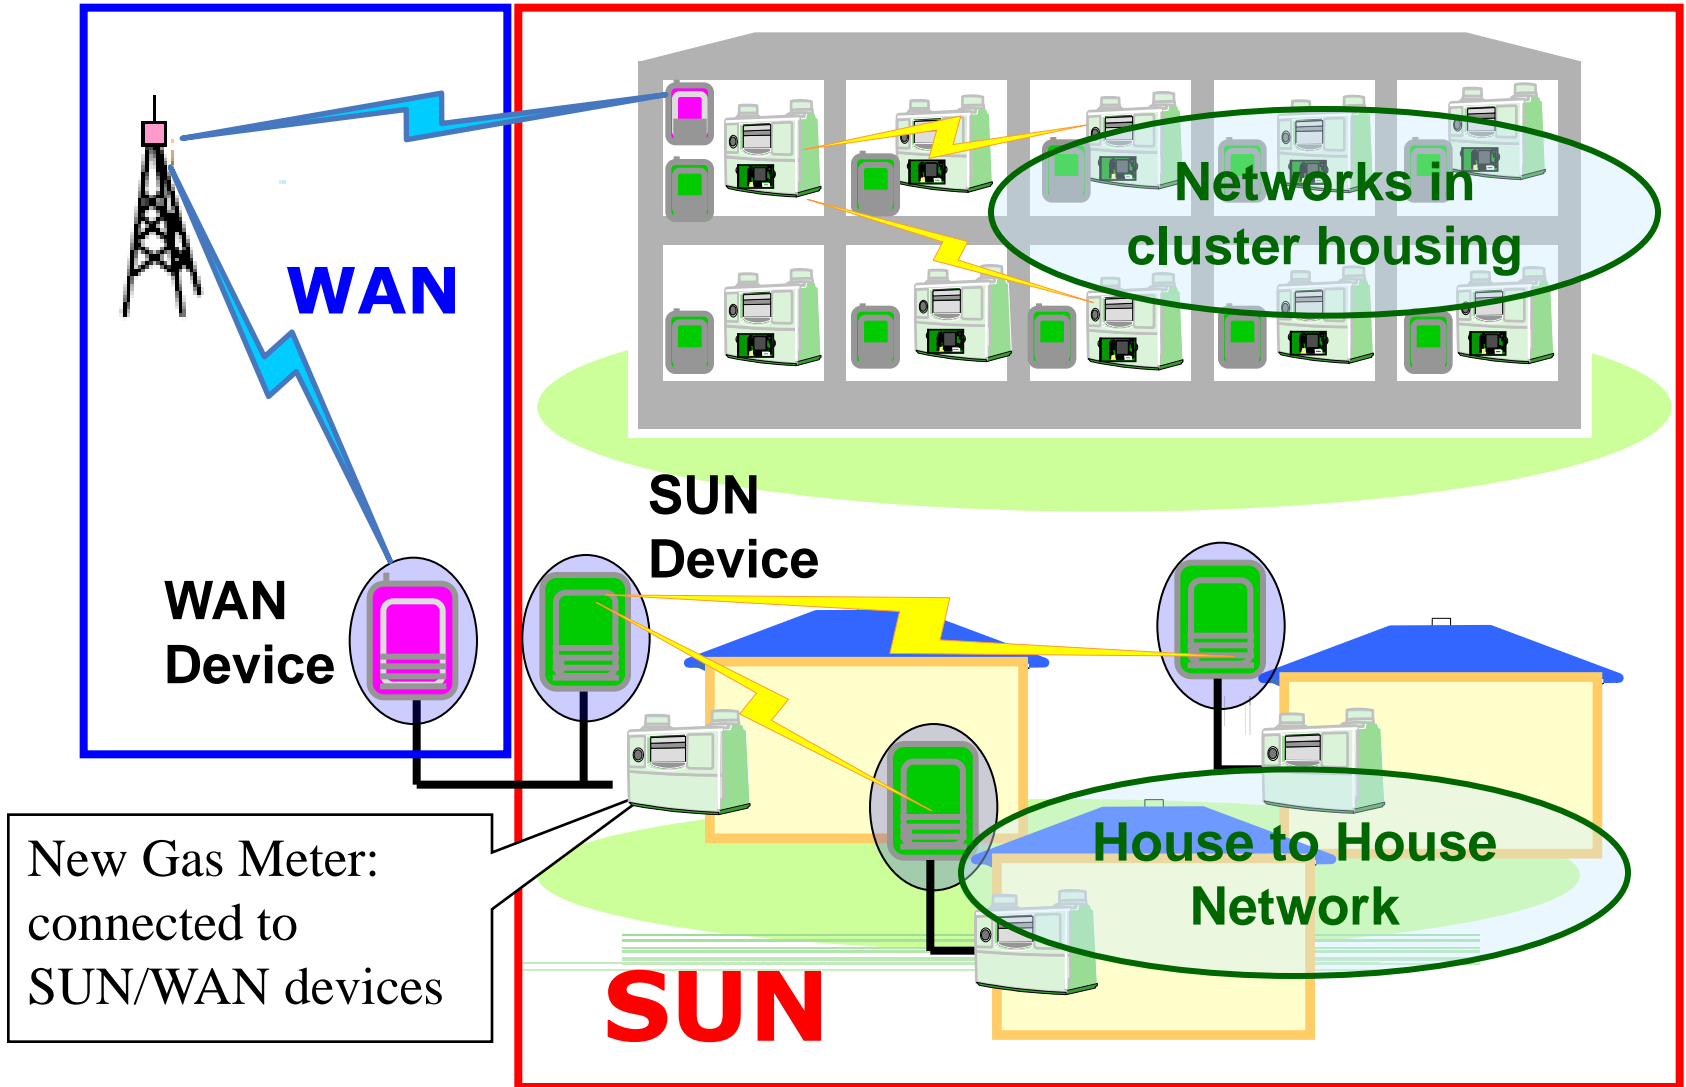 Networks in
cluster housing
WAN
SUN
Device
WAN
Device
House to House
Network
New Gas Meter:
connected to
SUN/WAN devices
SUN